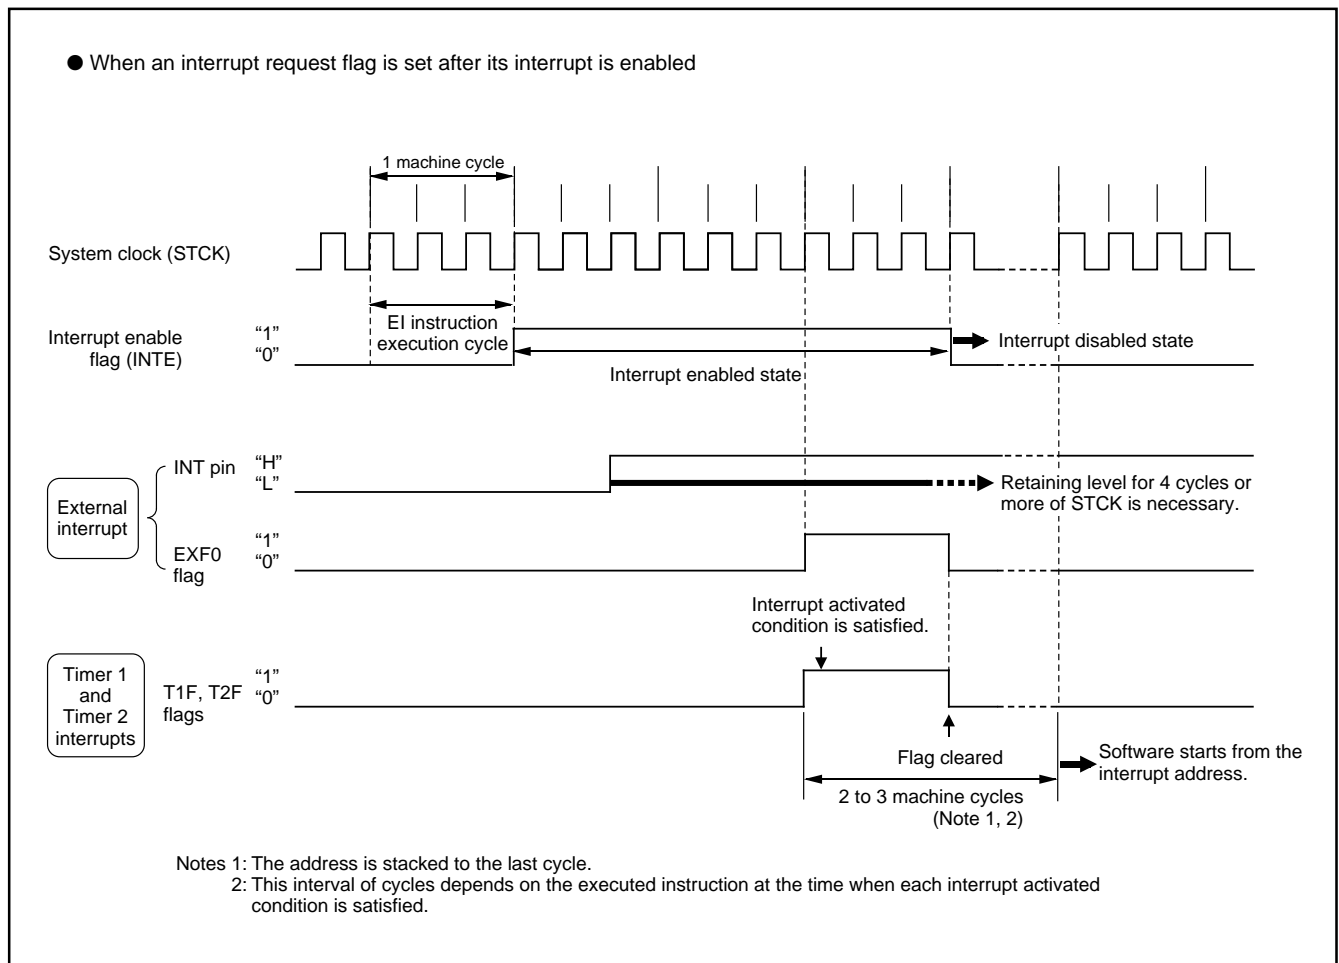 ● When an interrupt request flag is set after its interrupt is enabled
1 machine cycle
System clock (STCK)
EI instruction
execution cycle
Interrupt enable
flag (INTE)
“1”
“0”
Interrupt disabled state
Interrupt enabled state
External
interrupt
INT pin
“H”
“L”
Retaining level for 4 cycles or
more of STCK is necessary.
EXF0
flag
“1”
“0”
Interrupt activated
condition is satisfied.
Timer 1
and
Timer 2
interrupts
T1F, T2F
flags
“1”
“0”
Flag cleared
Software starts from the
interrupt address.
2 to 3 machine cycles
(Note 1, 2)
Notes 1: The address is stacked to the last cycle.
2: This interval of cycles depends on the executed instruction at the time when each interrupt activated
condition is satisfied.